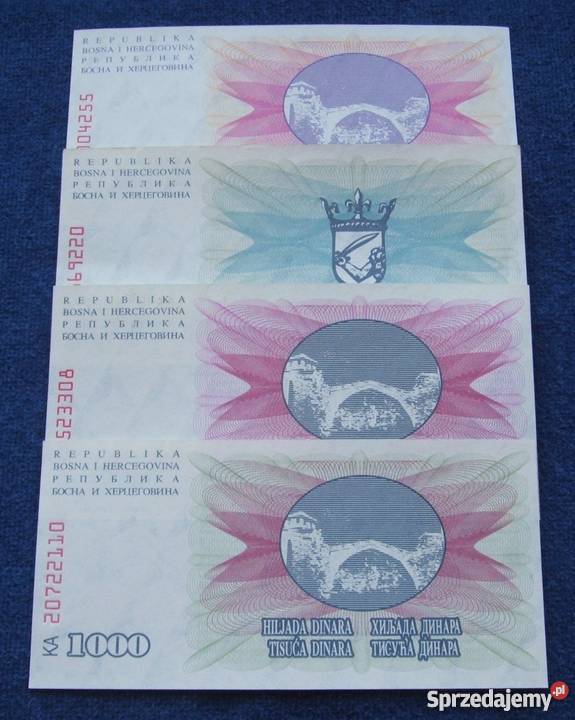 REPUBLIKA
BOSNA I HERCEGOVINA
РЕПУБЛИКА
БОСНА И ХЕРЦЕГОВИНА
004255
REPUBLIKA
BOSNA I HERCEGOVINA
РЕПУБЛИКА
БОСНА И ХЕРЦЕГОВИНА
69220
REPUBLIKA
BOSNA I HERCEGOVINA
РЕПУБЛИКА
БОСНА И ХЕРЦЕГОВИНА
523308
REPUBLIKA
BOSNA I HERCEGOVINA
РЕПУБЛИКА
БОСНА И ХЕРЦЕГОВИНА
KA 20722110
1000
HILJADA DINARA ХИЉАДА ДИНАРА
TISUĆA DINARA ТИСУЋА ДИНАРА
Sprzedajemy.pl